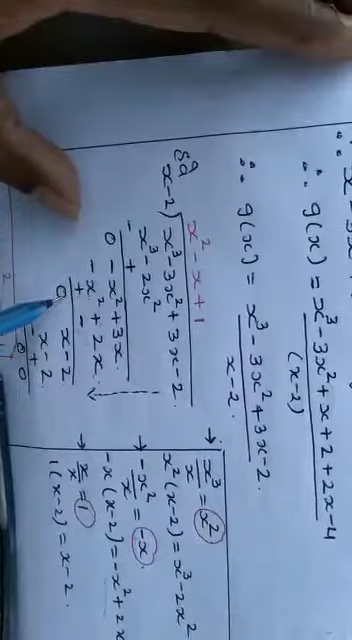 ∴ g(x) = x³-3x²+x+2+2x-4
(x-2)
∴ g(x) = x³-3x²+3x-2
x-2.
x²-x+1
x-2) x³-3x²+3x-2
x³-2x²
- +
0 -x²+3x
-x²+2x
+ -
0 x-2
x-2
- +
0 0
x³/x = x²
x²(x-2) = x³-2x²
-x²/x = -x
-x(x-2) = -x²+2x
x/x = 1
1(x-2) = x-2.